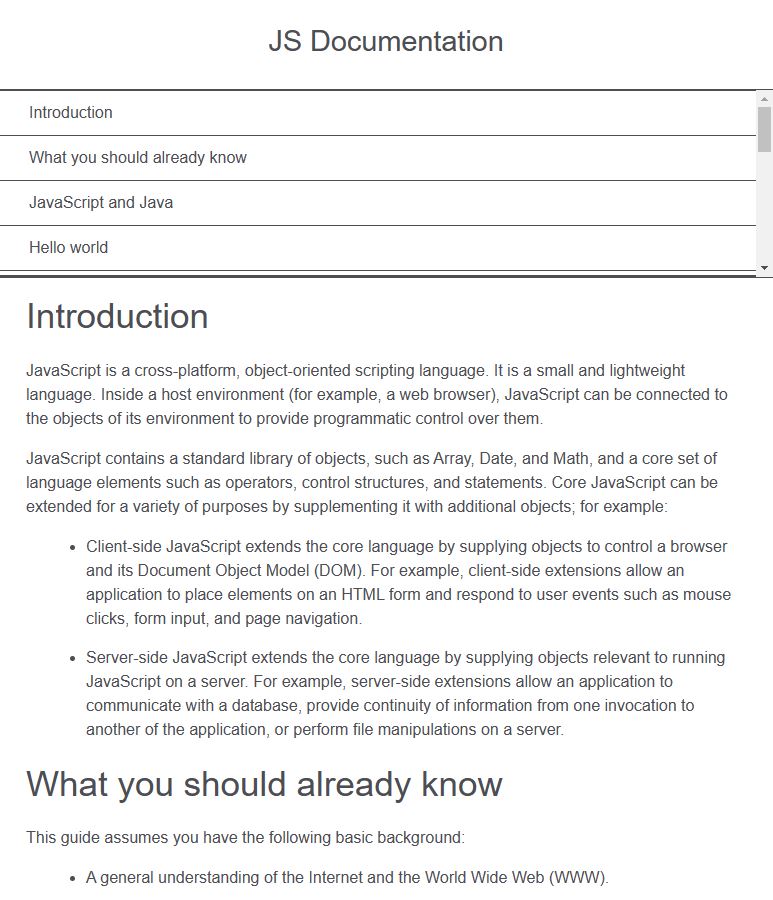 JS Documentation
Introduction
What you should already know
JavaScript and Java
Hello world
Introduction
JavaScript is a cross-platform, object-oriented scripting language. It is a small and lightweight
language. Inside a host environment (for example, a web browser), JavaScript can be connected to
the objects of its environment to provide programmatic control over them.
JavaScript contains a standard library of objects, such as Array, Date, and Math, and a core set of
language elements such as operators, control structures, and statements. Core JavaScript can be
extended for a variety of purposes by supplementing it with additional objects; for example:
• Client-side JavaScript extends the core language by supplying objects to control a browser
and its Document Object Model (DOM). For example, client-side extensions allow an
application to place elements on an HTML form and respond to user events such as mouse
clicks, form input, and page navigation.
• Server-side JavaScript extends the core language by supplying objects relevant to running
JavaScript on a server. For example, server-side extensions allow an application to
communicate with a database, provide continuity of information from one invocation to
another of the application, or perform file manipulations on a server.
What you should already know
This guide assumes you have the following basic background:
• A general understanding of the Internet and the World Wide Web (WWW).